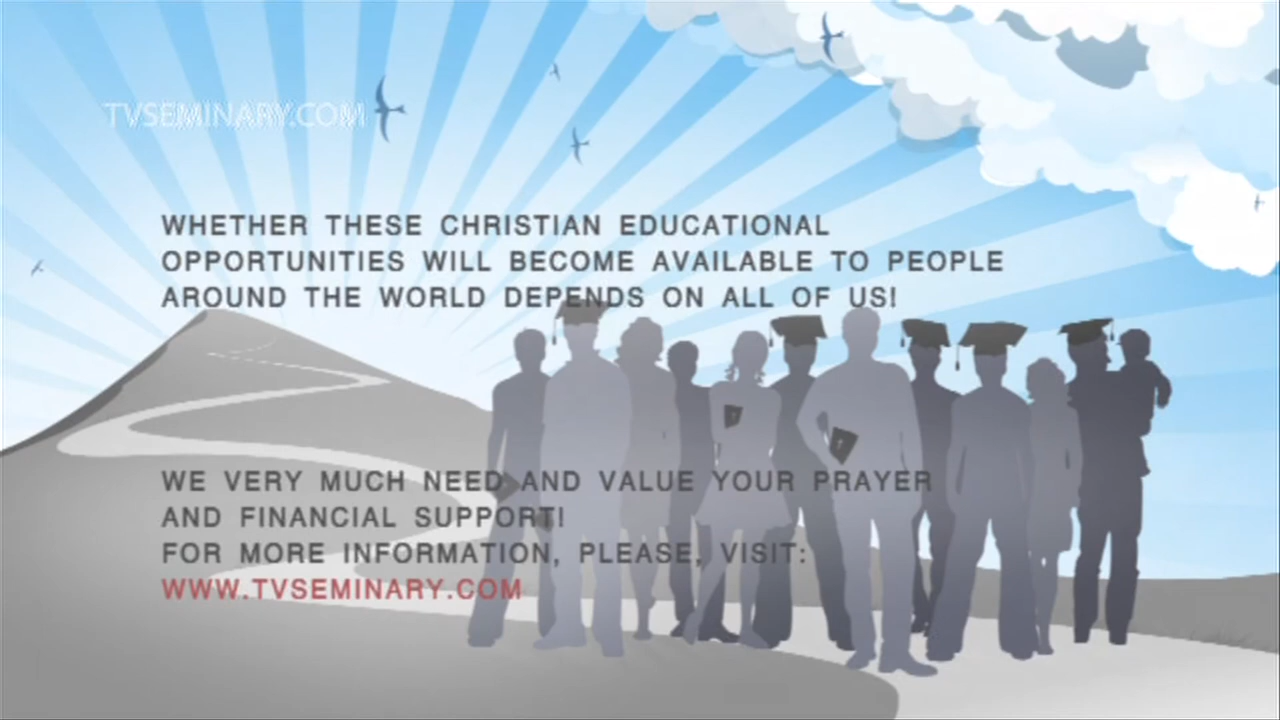 TVSEMINARY.COM
WHETHER THESE CHRISTIAN EDUCATIONAL
OPPORTUNITIES WILL BECOME AVAILABLE TO PEOPLE
AROUND THE WORLD DEPENDS ON ALL OF US!
WE VERY MUCH NEED AND VALUE YOUR PRAYER
AND FINANCIAL SUPPORT!
FOR MORE INFORMATION, PLEASE, VISIT:
WWW.TVSEMINARY.COM